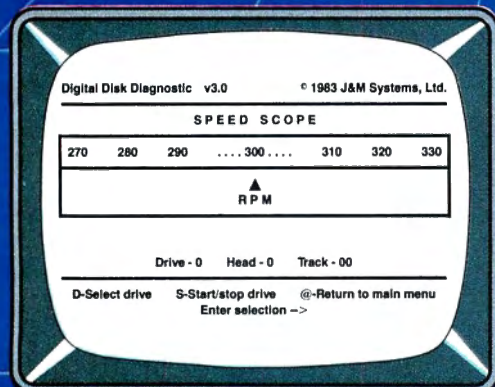 Digital Disk Diagnostic v3.0 © 1983 J&M Systems, Ltd.
SPEED SCOPE
270 280 290 ....300.... 310 320 330
▲
RPM
Drive - 0 Head - 0 Track - 00
D-Select drive S-Start/stop drive @-Return to main menu
Enter selection –>